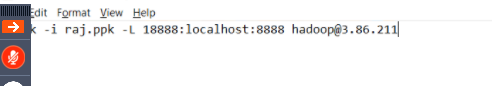 Edit Format View Help
k -i raj.ppk -L 18888:localhost:8888 hadoop@3.86.211